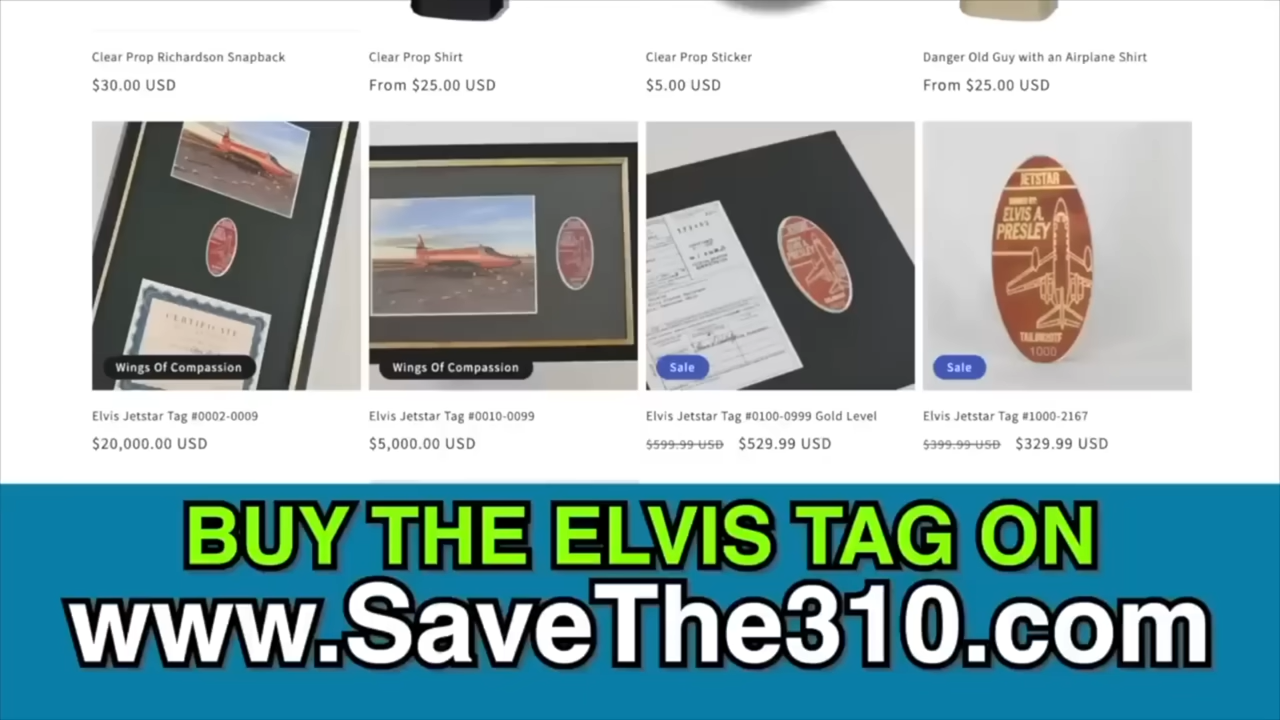 Clear Prop Richardson Snapback
$30.00 USD
Clear Prop Shirt
From $25.00 USD
Clear Prop Sticker
$5.00 USD
Danger Old Guy with an Airplane Shirt
From $25.00 USD
CERTIFICATE
Wings Of Compassion
Elvis Jetstar Tag #0002-0009
$20,000.00 USD
Wings Of Compassion
Elvis Jetstar Tag #0010-0099
$5,000.00 USD
Sale
Elvis Jetstar Tag #0100-0999 Gold Level
$599.99 USD $529.99 USD
JETSTAR
OWNED BY:
ELVIS A.
PRESLEY
1000
Sale
Elvis Jetstar Tag #1000-2167
$399.99 USD $329.99 USD
BUY THE ELVIS TAG ON
www.SaveThe310.com